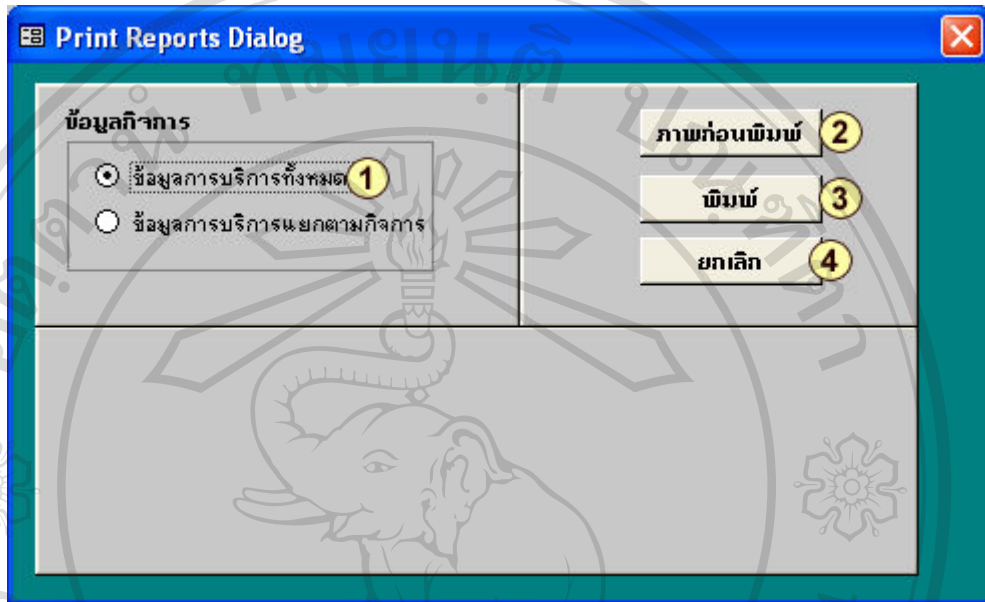 Print Reports Dialog
ข้อมูลกิจการ
ข้อมูลการบริการทั้งหมด 1
ข้อมูลการบริการแยกตามกิจการ
ภาพก่อนพิมพ์ 2
พิมพ์ 3
ยกเลิก 4